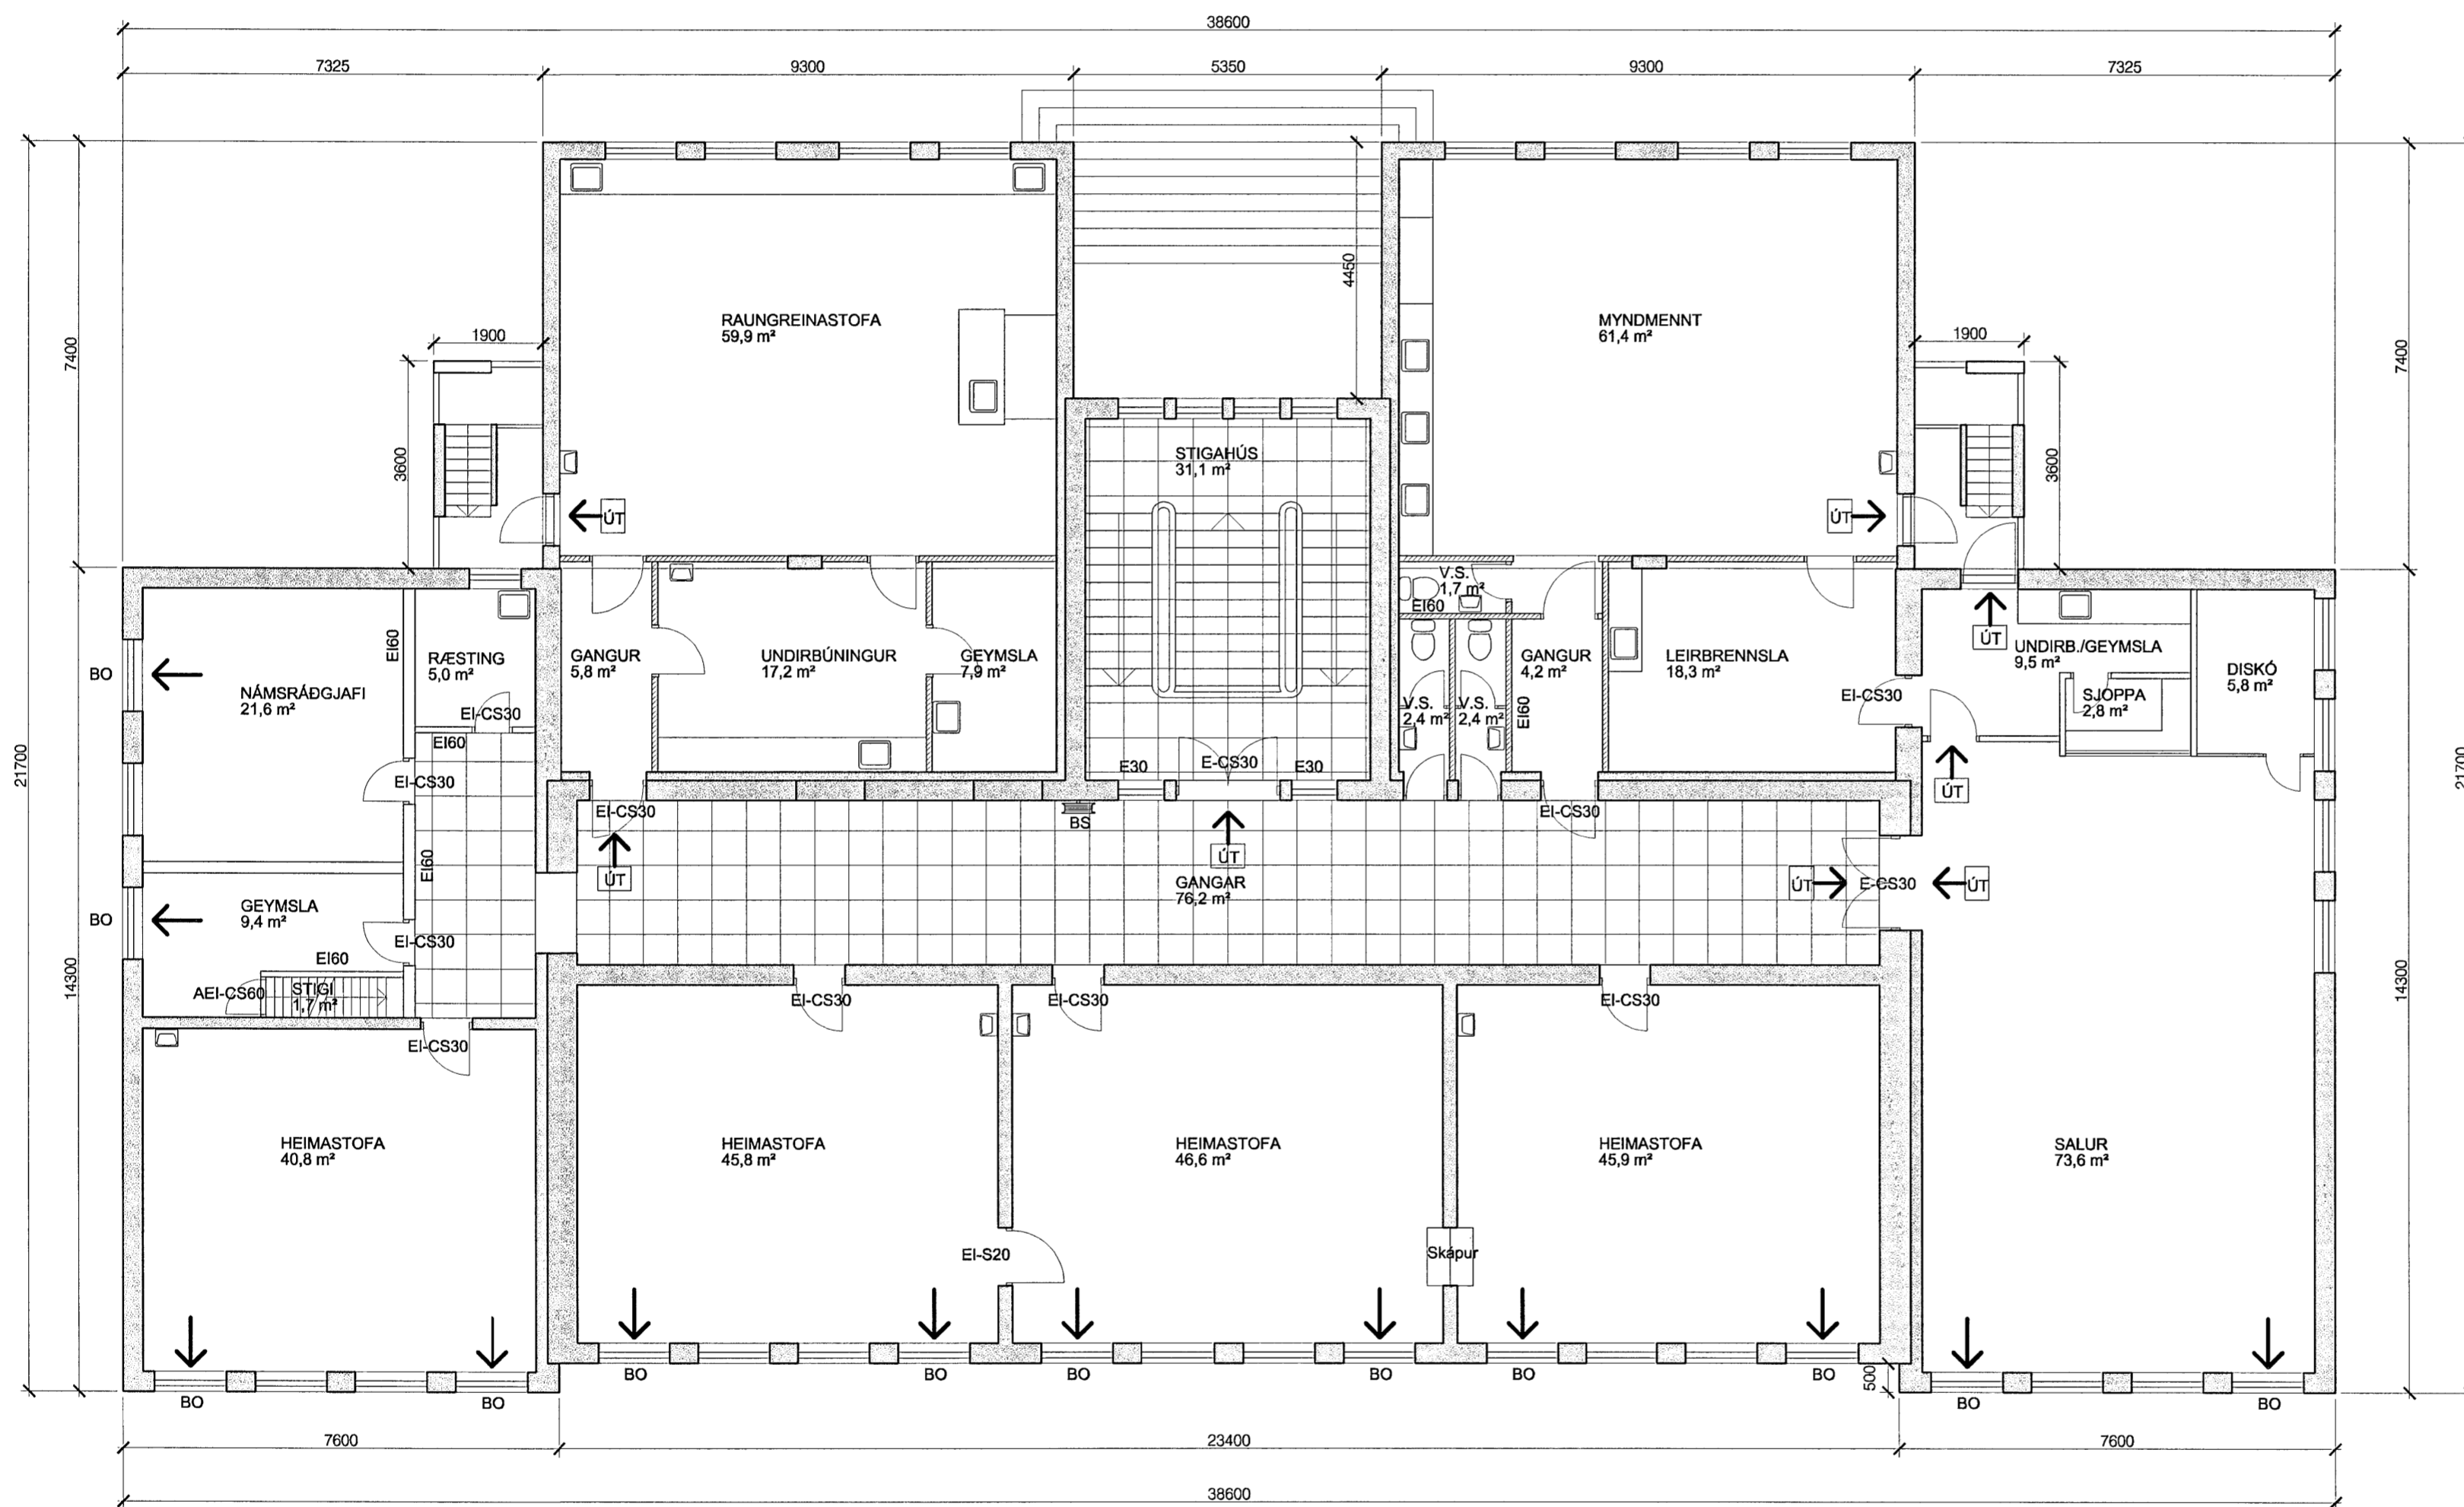 38600
7325
9300
5350
9300
7325
21700
7400
14300
3600
1900
4450
1900
3600
7400
14300
21700
RAUNGREINASTOFA
59,9 m²
MYNDMENNT
61,4 m²
STIGAHÚS
31,1 m²
ÚT
ÚT
BO
NÁMSRÁÐGJAFI
21,6 m²
EI60
RÆSTING
5,0 m²
EI-CS30
EI60
EI-CS30
EI60
GANGUR
5,8 m²
UNDIRBÚNINGUR
17,2 m²
GEYMSLA
7,9 m²
V.S.
1,7 m²
EI60
V.S.
2,4 m²
V.S.
2,4 m²
GANGUR
4,2 m²
EI60
LEIRBRENNSLA
18,3 m²
EI-CS30
ÚT
UNDIRB./GEYMSLA
9,5 m²
SJOPPA
2,8 m²
DISKÓ
5,8 m²
ÚT
E30
E-CS30
E30
EI-CS30
BS
EI-CS30
ÚT
ÚT
GANGAR
76,2 m²
ÚT
E-CS30
ÚT
BO
GEYMSLA
9,4 m²
EI-CS30
EI60
AEI-CS60
STIGI
1,7 m²
EI-CS30
EI-CS30
EI-CS30
EI-CS30
HEIMASTOFA
40,8 m²
HEIMASTOFA
45,8 m²
HEIMASTOFA
46,6 m²
HEIMASTOFA
45,9 m²
SALUR
73,6 m²
EI-S20
Skápur
BO
BO
BO
BO
BO
BO
BO
BO
500
BO
BO
7600
23400
7600
38600